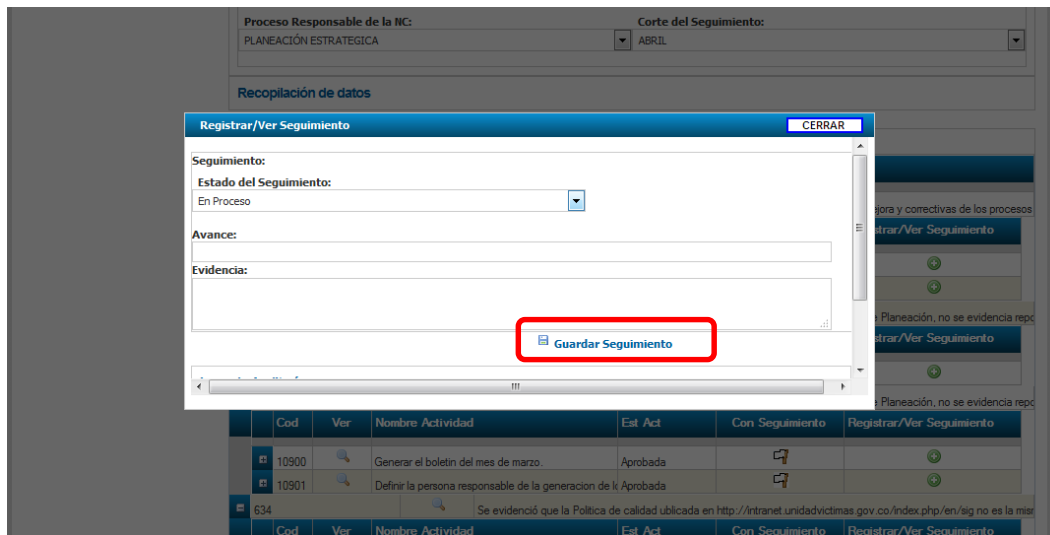 Proceso Responsable de la NC: Corte del Seguimiento:
PLANEACIÓN ESTRATEGICA ABRIL
Recopilación de datos
Registrar/Ver Seguimiento CERRAR
Seguimiento:
Estado del Seguimiento:
En Proceso
Avance:
Evidencia:
Guardar Seguimiento
ejora y correctivas de los procesos
strar/Ver Seguimiento
e Planeación, no se evidencia repo
strar/Ver Seguimiento
e Planeación, no se evidencia repo
Cod Ver Nombre Actividad Est Act Con Seguimiento Registrar/Ver Seguimiento
10900 Generar el boletin del mes de marzo. Aprobada
10901 Definir la persona responsable de la generacion de lo Aprobada
634 Se evidenció que la Politica de calidad ublicada en http://intranet.unidadvictimas.gov.co/index.php/en/sig no es la mism
Cod Ver Nombre Actividad Est Act Con Seguimiento Registrar/Ver Seguimiento